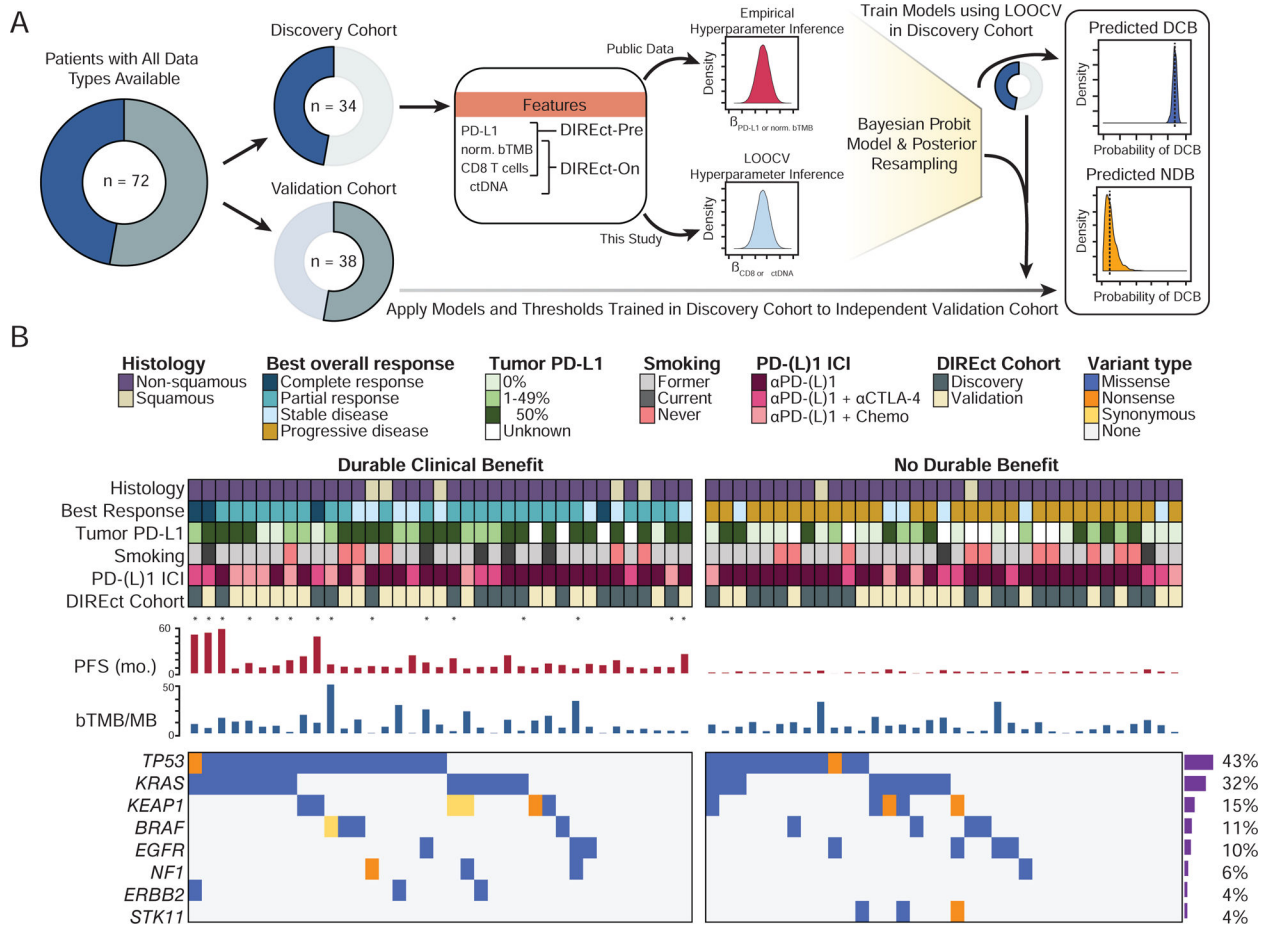 A
Patients with All Data
Types Available
n = 72
Discovery Cohort
n = 34
Validation Cohort
n = 38
Features
PD-L1
norm. bTMB
CD8 T cells
ctDNA
DIREct-Pre
DIREct-On
Public Data
This Study
Empirical
Hyperparameter Inference
Density
β PD-L1 or norm. bTMB
LOOCV
Hyperparameter Inference
Density
β CD8 or ctDNA
Train Models using LOOCV
in Discovery Cohort
Bayesian Probit
Model & Posterior
Resampling
Predicted DCB
Density
Probability of DCB
Predicted NDB
Density
Probability of DCB
Apply Models and Thresholds Trained in Discovery Cohort to Independent Validation Cohort
B
Histology
Non-squamous
Squamous
Best overall response
Complete response
Partial response
Stable disease
Progressive disease
Tumor PD-L1
0%
1-49%
50%
Unknown
Smoking
Former
Current
Never
PD-(L)1 ICI
αPD-(L)1
αPD-(L)1 + αCTLA-4
αPD-(L)1 + Chemo
DIREct Cohort
Discovery
Validation
Variant type
Missense
Nonsense
Synonymous
None
Durable Clinical Benefit
No Durable Benefit
Histology
Best Response
Tumor PD-L1
Smoking
PD-(L)1 ICI
DIREct Cohort
* * * * * * * * * * * * * * *
60
PFS (mo.)
0
50
bTMB/MB
0
TP53 43%
KRAS 32%
KEAP1 15%
BRAF 11%
EGFR 10%
NF1 6%
ERBB2 4%
STK11 4%